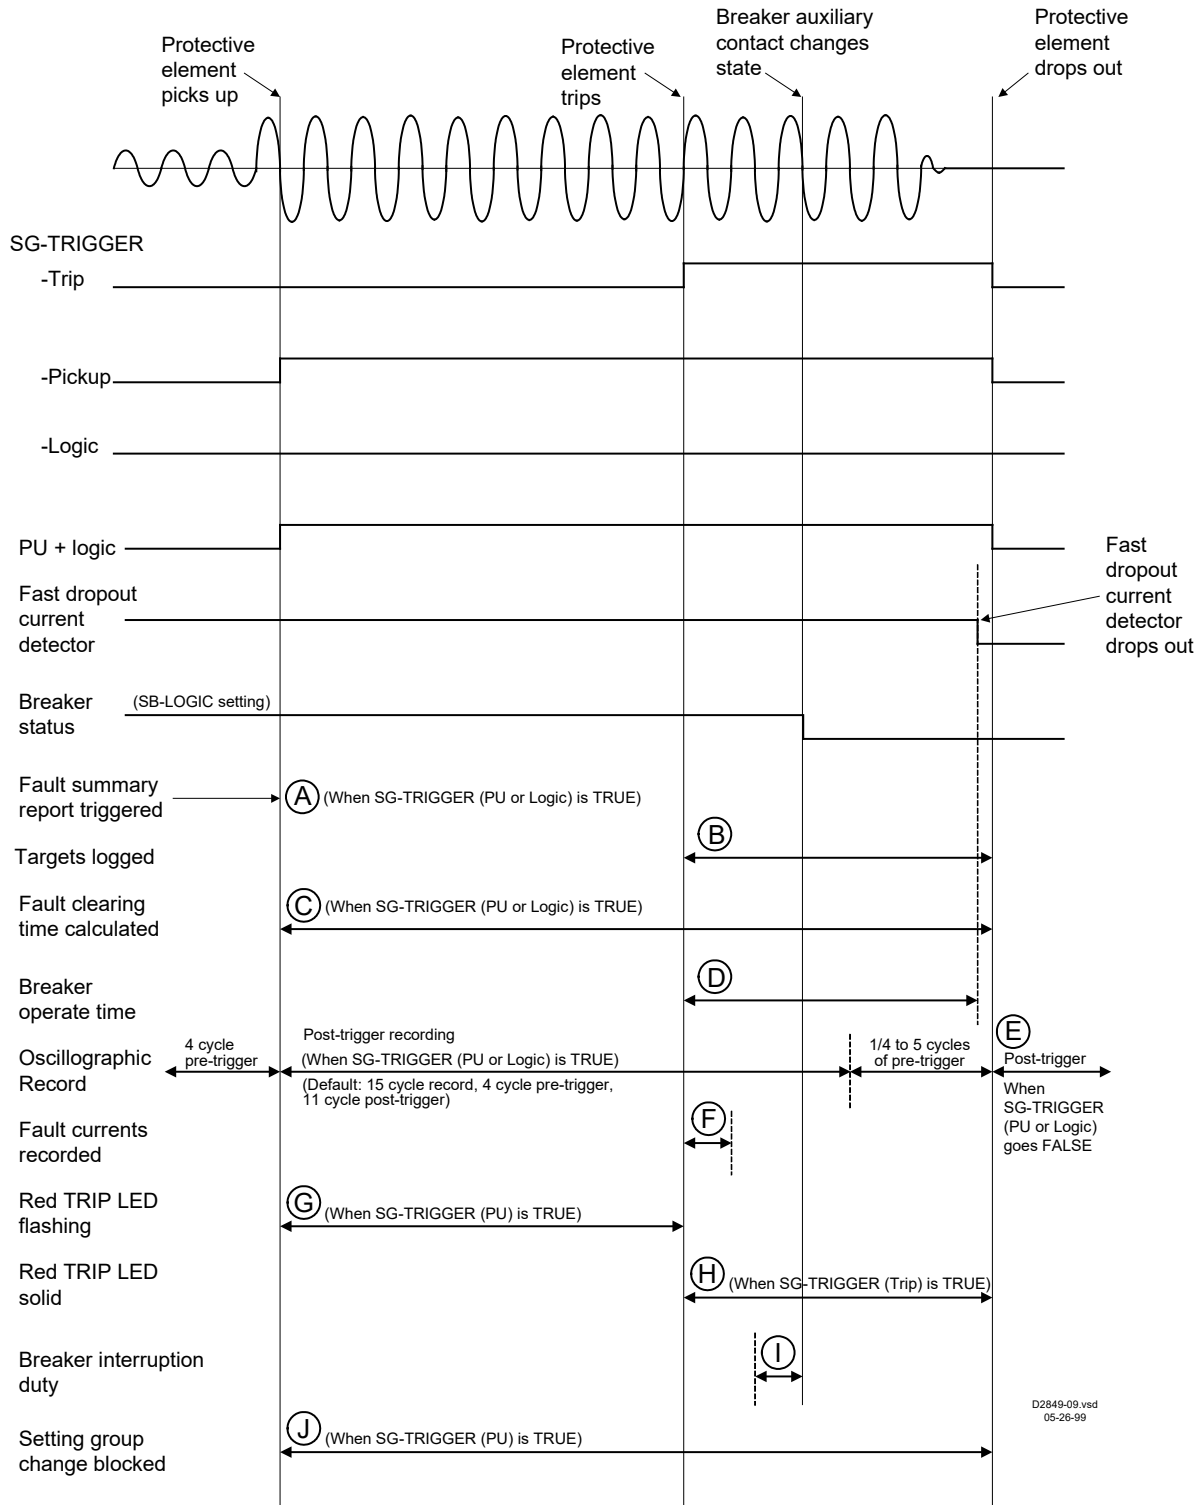 Protective
element
picks up
Protective
element
trips
Breaker auxiliary
contact changes
state
Protective
element
drops out
SG-TRIGGER
-Trip
-Pickup
-Logic
PU + logic
Fast dropout
current
detector
Fast
dropout
current
detector
drops out
Breaker
status
(SB-LOGIC setting)
Fault summary
report triggered
A (When SG-TRIGGER (PU or Logic) is TRUE)
Targets logged
B
Fault clearing
time calculated
C (When SG-TRIGGER (PU or Logic) is TRUE)
Breaker
operate time
D
Oscillographic
Record
4 cycle
pre-trigger
Post-trigger recording
(When SG-TRIGGER (PU or Logic) is TRUE)
(Default: 15 cycle record, 4 cycle pre-trigger,
11 cycle post-trigger)
1/4 to 5 cycles
of pre-trigger
E
Post-trigger
When
SG-TRIGGER
(PU or Logic)
goes FALSE
Fault currents
recorded
F
Red TRIP LED
flashing
G (When SG-TRIGGER (PU) is TRUE)
Red TRIP LED
solid
H (When SG-TRIGGER (Trip) is TRUE)
Breaker interruption
duty
I
D2849-09.vsd
05-26-99
Setting group
change blocked
J (When SG-TRIGGER (PU) is TRUE)